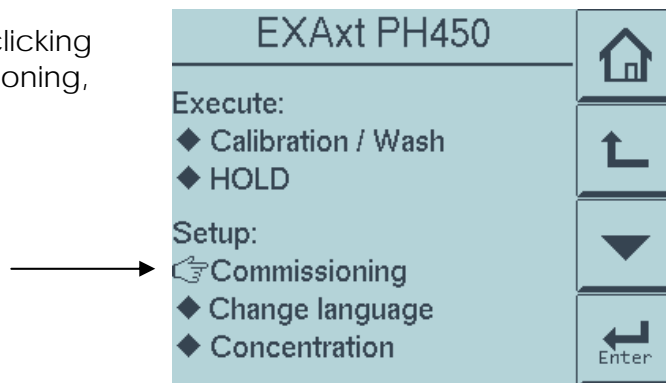 clicking
oning,
EXAxt PH450
Execute:
Calibration / Wash
HOLD
Setup:
Commissioning
Change language
Concentration
Enter